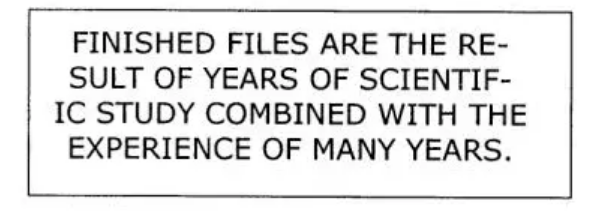 FINISHED FILES ARE THE RE-
SULT OF YEARS OF SCIENTIF-
IC STUDY COMBINED WITH THE
EXPERIENCE OF MANY YEARS.